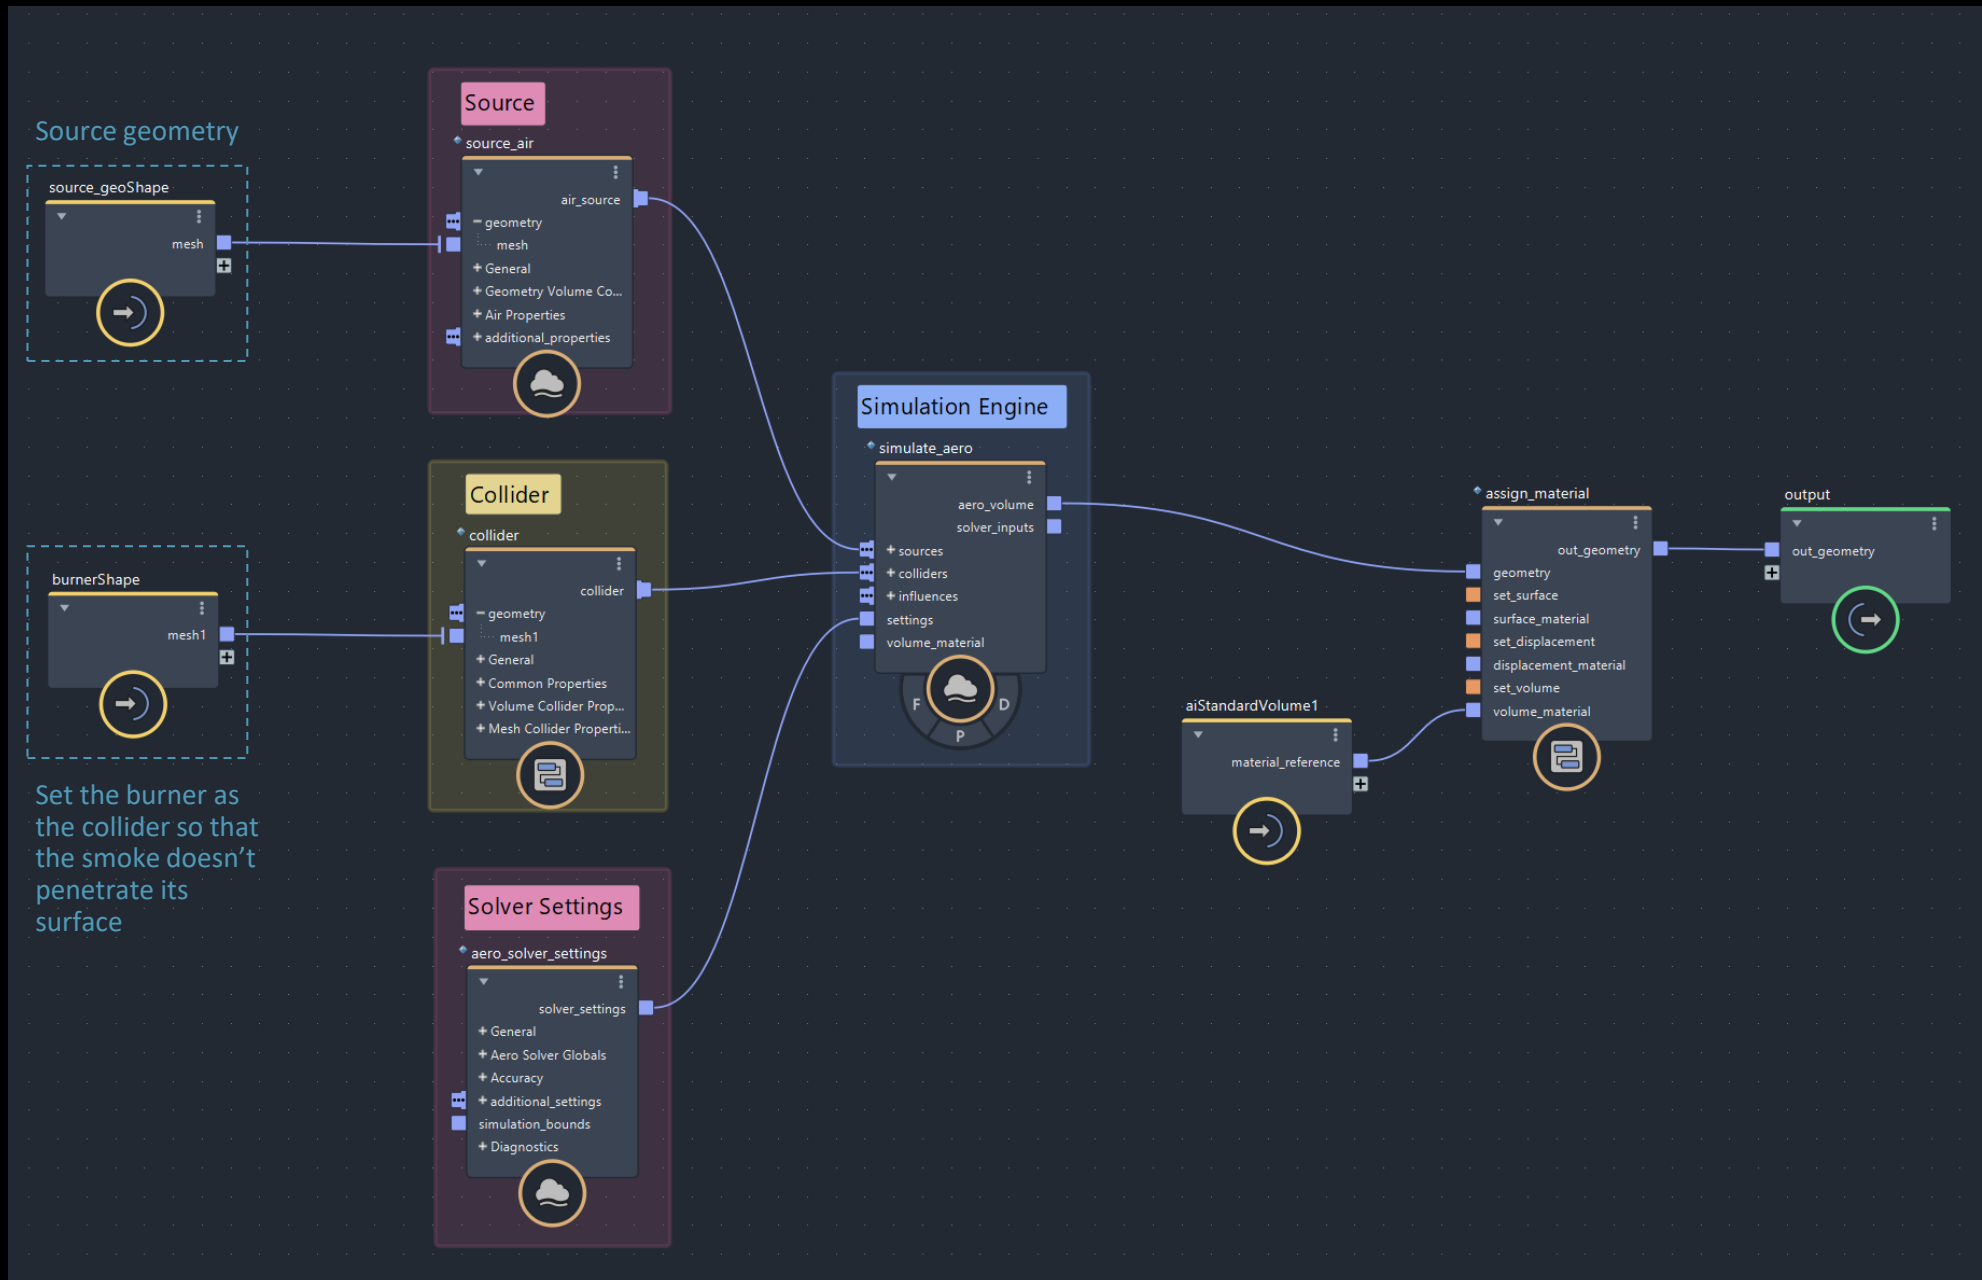 Source geometry
source_geoShape
mesh
Source
source_air
air_source
geometry
mesh
General
Geometry Volume Co...
Air Properties
additional_properties
burnerShape
mesh1
Set the burner as
the collider so that
the smoke doesn't
penetrate its
surface
Collider
collider
collider
geometry
mesh1
General
Common Properties
Volume Collider Prop...
Mesh Collider Properti...
Solver Settings
aero_solver_settings
solver_settings
General
Aero Solver Globals
Accuracy
additional_settings
simulation_bounds
Diagnostics
Simulation Engine
simulate_aero
aero_volume
solver_inputs
sources
colliders
influences
settings
volume_material
F
D
P
aiStandardVolume1
material_reference
assign_material
out_geometry
geometry
set_surface
surface_material
set_displacement
displacement_material
set_volume
volume_material
output
out_geometry